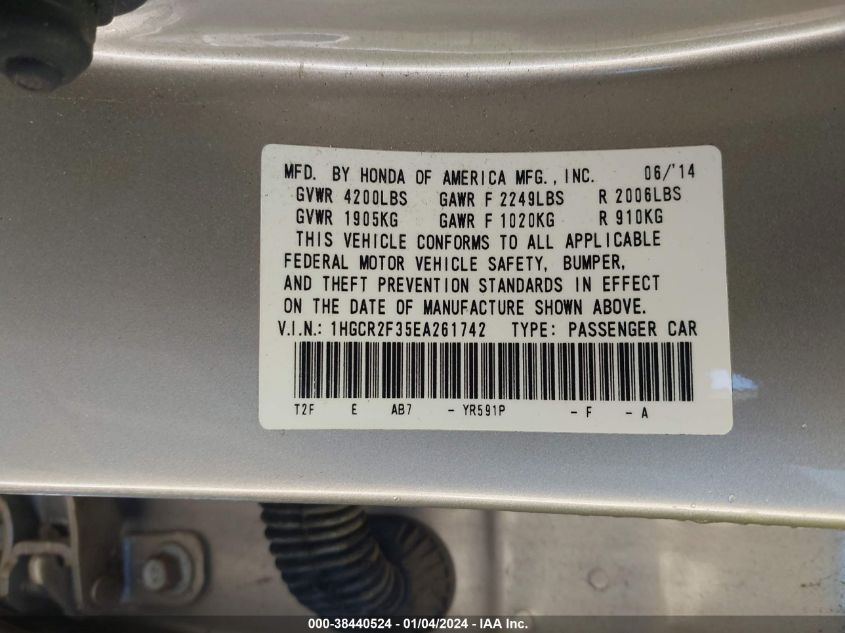 MFD. BY HONDA OF AMERICA MFG., INC. 06/'14
GVWR 4200LBS GAWR F 2249LBS R 2006LBS
GVWR 1905KG GAWR F 1020KG R 910KG
THIS VEHICLE CONFORMS TO ALL APPLICABLE
FEDERAL MOTOR VEHICLE SAFETY, BUMPER,
AND THEFT PREVENTION STANDARDS IN EFFECT
ON THE DATE OF MANUFACTURE SHOWN ABOVE.
V.I.N.: 1HGCR2F35EA261742 TYPE: PASSENGER CAR
T2F E AB7 - YR591P - F - A
000-38440524 - 01/04/2024 - IAA Inc.